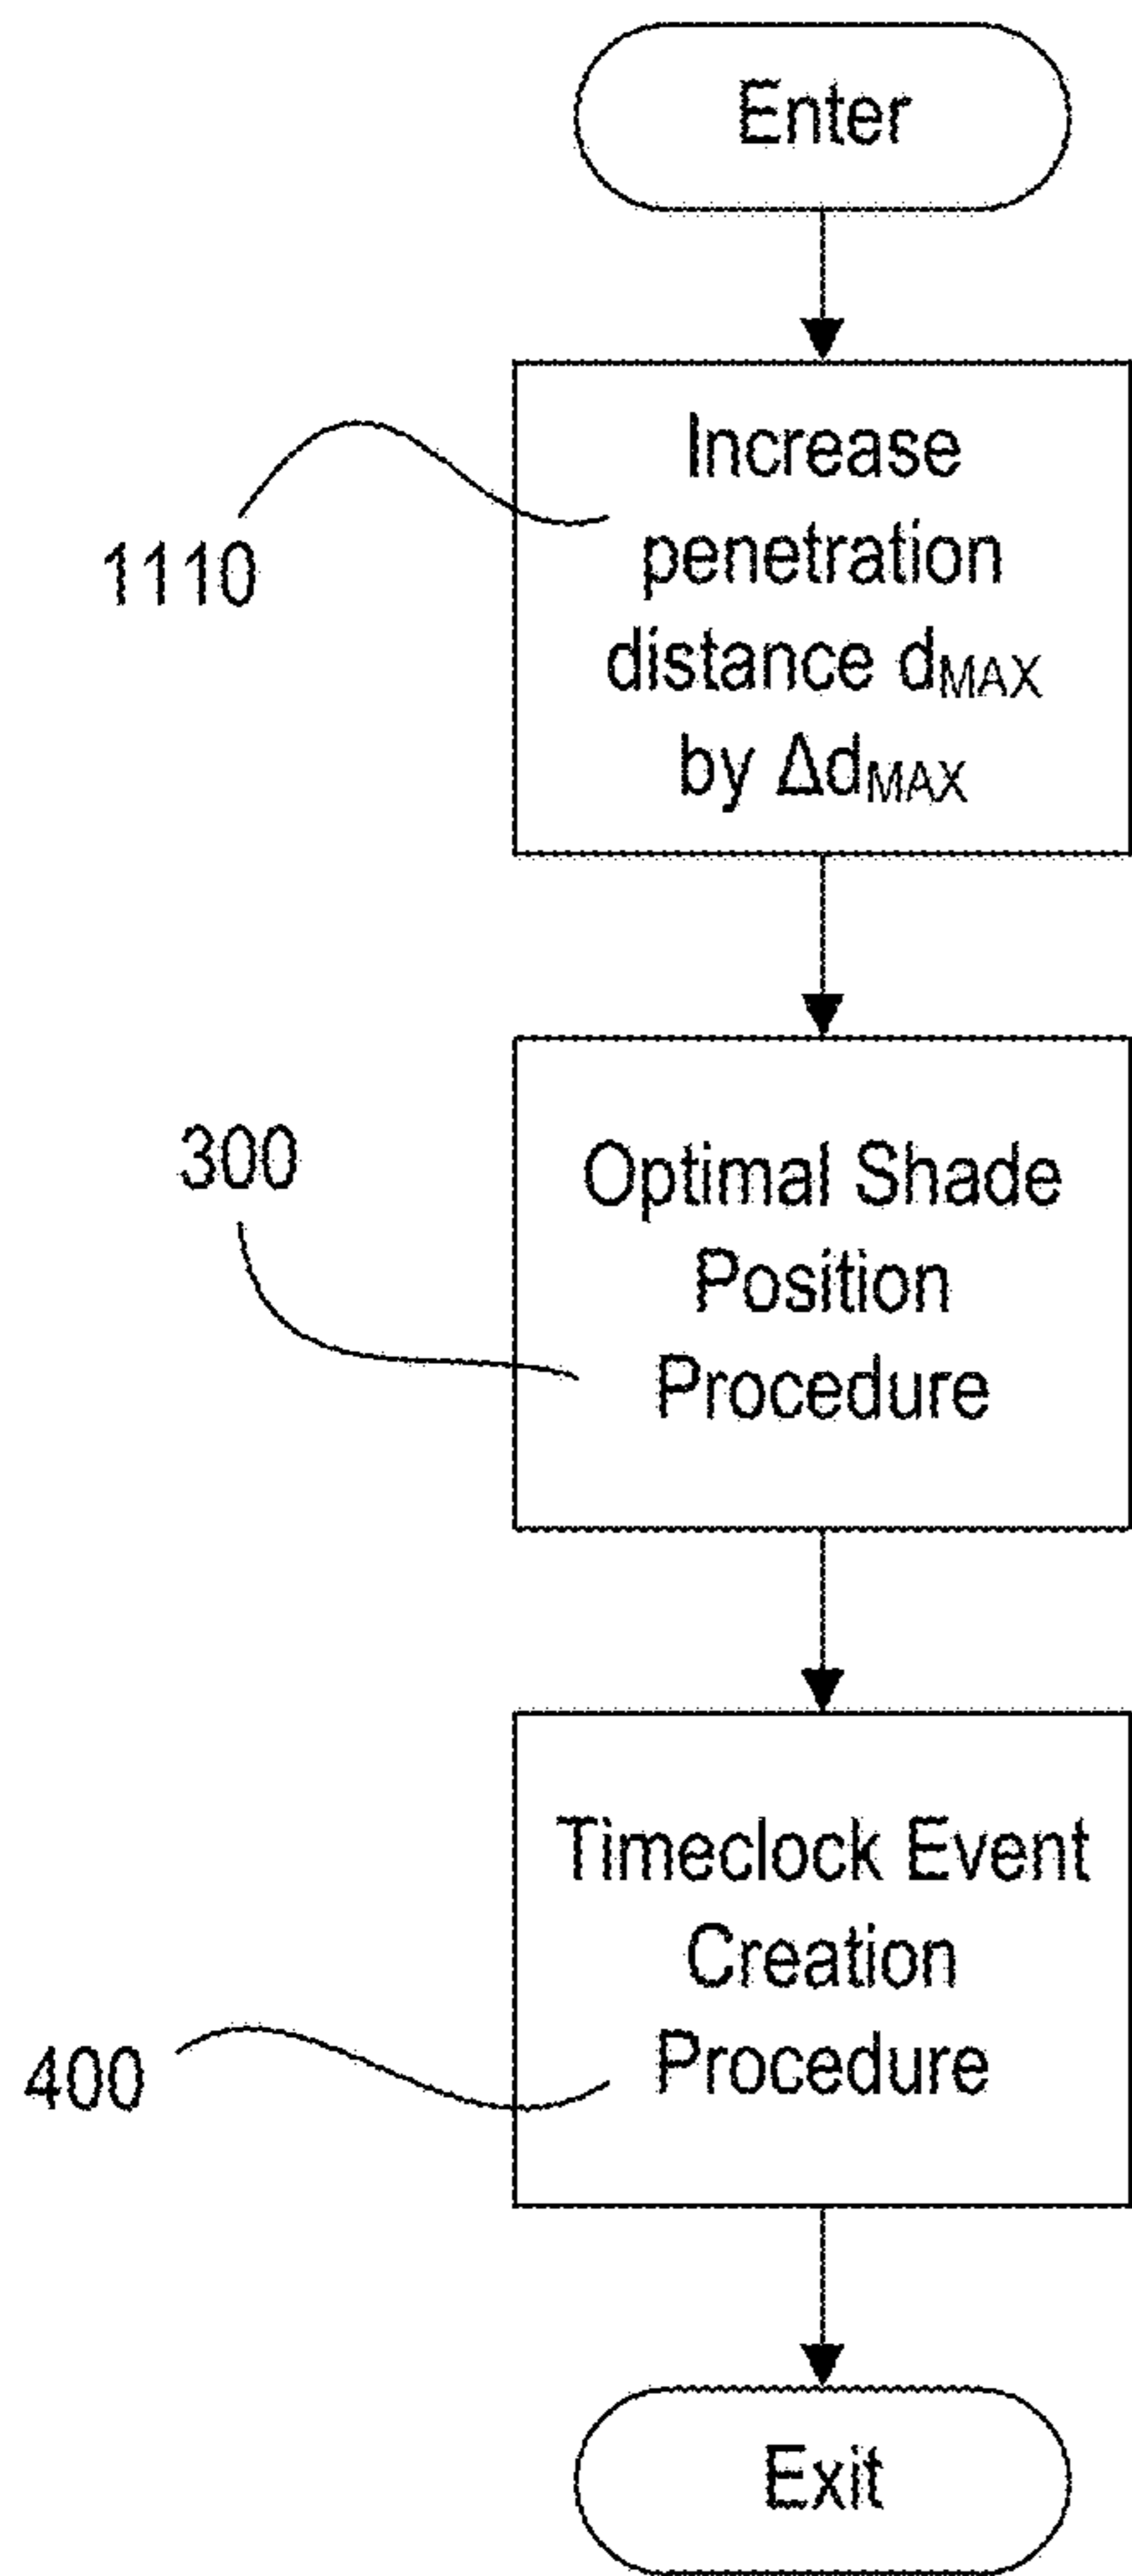 Enter
Increase
penetration
distance dMAX
by ΔdMAX
1110
300
Optimal Shade
Position
Procedure
Timeclock Event
Creation
Procedure
400
Exit